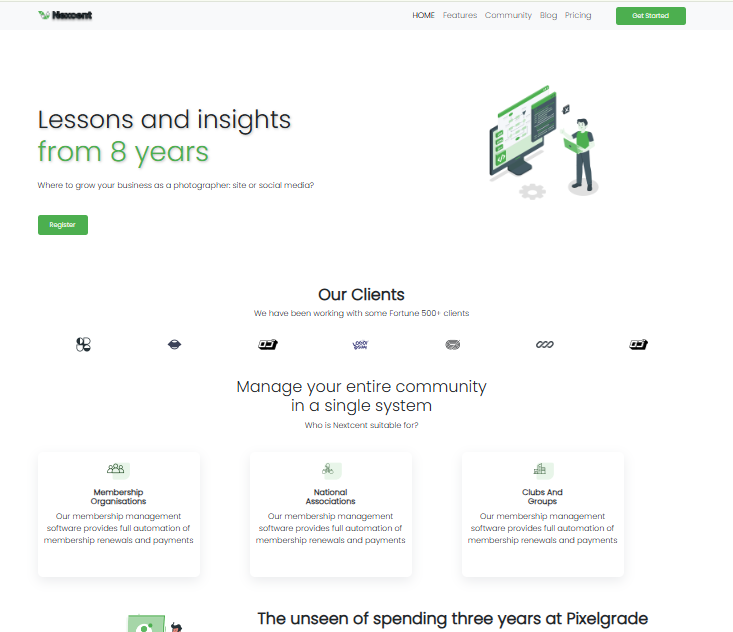 Nexcent
HOME Features Community Blog Pricing Get Started
Lessons and insights
from 8 years
Where to grow your business as a photographer: site or social media?
Register
Our Clients
We have been working with some Fortune 500+ clients
Manage your entire community
in a single system
Who is Nextcent suitable for?
Membership
Organisations
Our membership management
software provides full automation of
membership renewals and payments
National
Associations
Our membership management
software provides full automation of
membership renewals and payments
Clubs And
Groups
Our membership management
software provides full automation of
membership renewals and payments
The unseen of spending three years at Pixelgrade